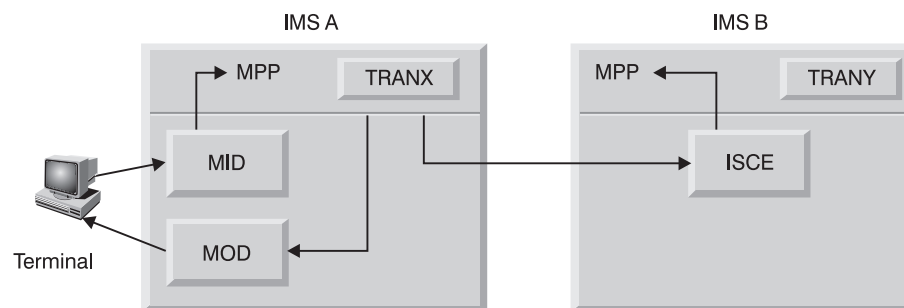 IMS A
IMS B
MPP
TRANX
MPP
TRANY
MID
ISCE
MOD
Terminal